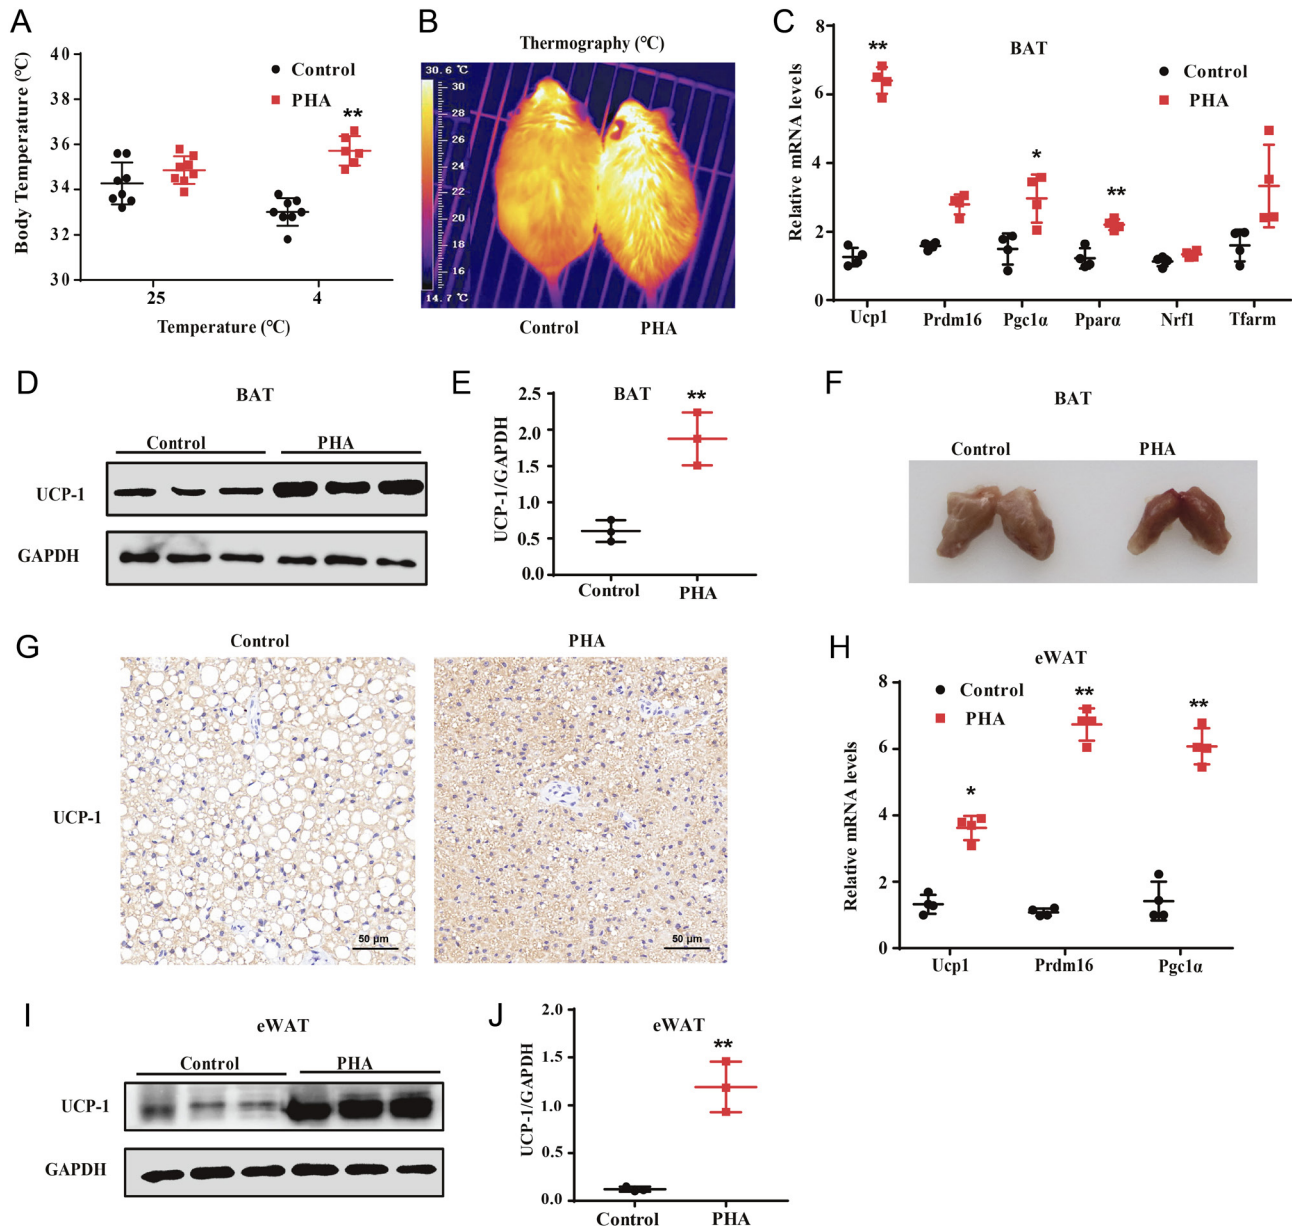 A
Body Temperature (℃)
40
38
36
34
32
30
Control
PHA
**
25
4
Temperature (℃)
B
Thermography (℃)
30.6 ℃
30
28
26
24
22
20
18
16
14.7 ℃
Control
PHA
C
BAT
Relative mRNA levels
8
6
4
2
0
Control
PHA
**
*
**
Ucp1
Prdm16
Pgc1α
Pparα
Nrf1
Tfarm
D
BAT
Control
PHA
UCP-1
GAPDH
E
BAT
UCP-1/GAPDH
2.5
2.0
1.5
1.0
0.5
0.0
**
Control
PHA
F
BAT
Control
PHA
G
Control
PHA
UCP-1
50 μm
50 μm
H
eWAT
Relative mRNA levels
8
6
4
2
0
Control
PHA
*
**
**
Ucp1
Prdm16
Pgc1α
I
eWAT
Control
PHA
UCP-1
GAPDH
J
eWAT
UCP-1/GAPDH
2.0
1.5
1.0
0.5
0.0
**
Control
PHA